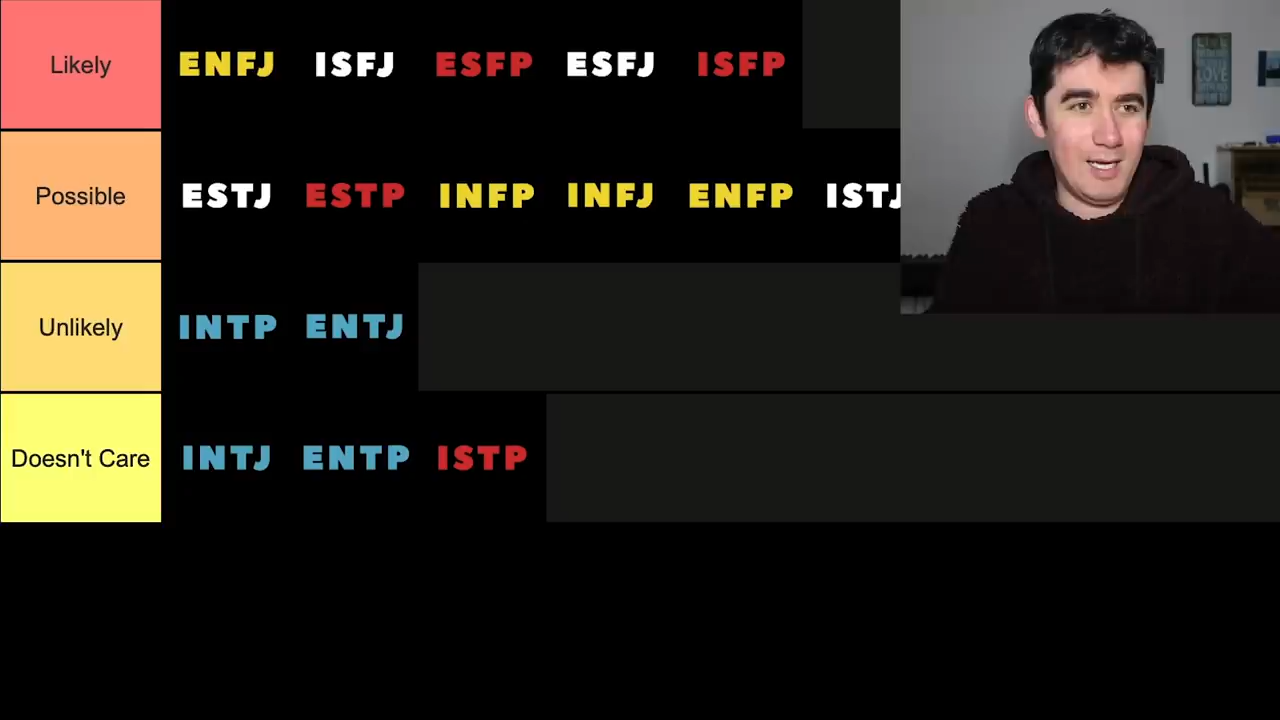 Likely ENFJ ISFJ ESFP ESFJ ISFP
Possible ESTJ ESTP INFP INFJ ENFP ISTJ
Unlikely INTP ENTJ
Doesn't Care INTJ ENTP ISTP
LOVE